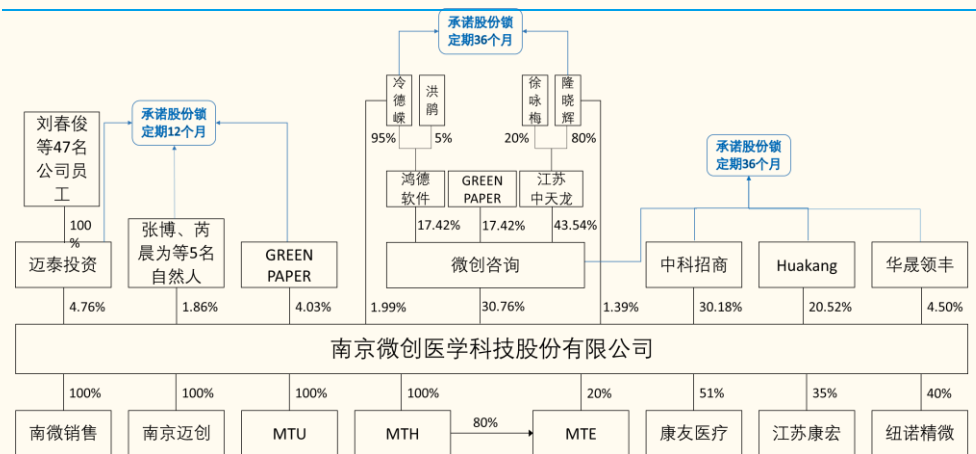 承诺股份锁
定期36个月
冷
德
嵘
洪
鹃
徐
咏
梅
隆
晓
辉
刘春俊
等47名
公司员
工
承诺股份锁
定期12个月
95%
5%
20%
80%
承诺股份锁
定期36个月
鸿德
软件
GREEN
PAPER
江苏
中天龙
100
%
17.42%
17.42%
43.54%
迈泰投资
张博、芮
晨为等5名
自然人
GREEN
PAPER
微创咨询
中科招商
Huakang
华晟领丰
4.76%
1.86%
4.03%
1.99%
30.76%
1.39%
30.18%
20.52%
4.50%
南京微创医学科技股份有限公司
100%
100%
100%
100%
20%
51%
35%
40%
南微销售
南京迈创
MTU
MTH
80%
MTE
康友医疗
江苏康宏
纽诺精微